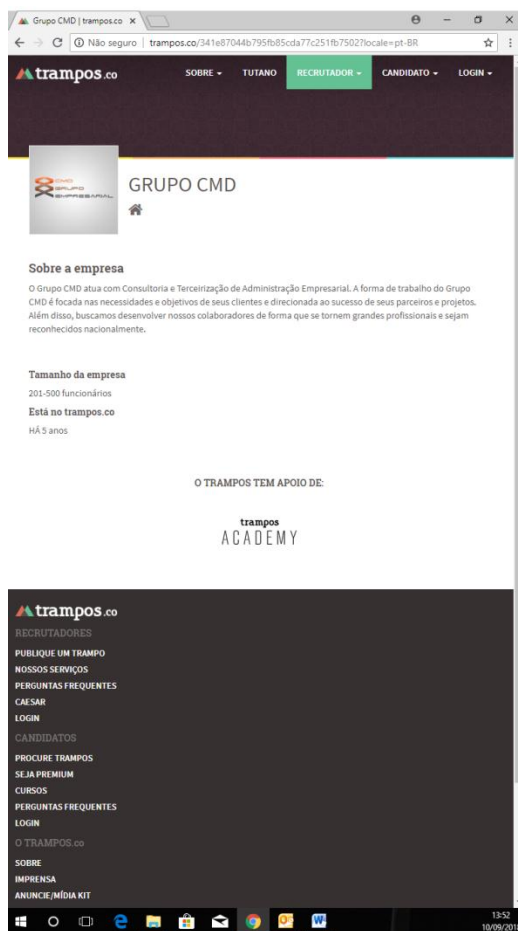 Grupo CMD | trampos.co
Não seguro | trampos.co/341e87044b795fb85cda77c251fb7502?locale=pt-BR
trampos.co SOBRE TUTANO RECRUTADOR CANDIDATO LOGIN
CMD
GRUPO
EMPRESARIAL
GRUPO CMD
Sobre a empresa
O Grupo CMD atua com Consultoria e Terceirização de Administração Empresarial. A forma de trabalho do Grupo
CMD é focada nas necessidades e objetivos de seus clientes e direcionada ao sucesso de seus parceiros e projetos.
Além disso, buscamos desenvolver nossos colaboradores de forma que se tornem grandes profissionais e sejam
reconhecidos nacionalmente.
Tamanho da empresa
201-500 funcionários
Está no trampos.co
HÁ 5 anos
O TRAMPOS TEM APOIO DE:
trampos
ACADEMY
trampos.co
RECRUTADORES
PUBLIQUE UM TRAMPO
NOSSOS SERVIÇOS
PERGUNTAS FREQUENTES
CAESAR
LOGIN
CANDIDATOS
PROCURE TRAMPOS
SEJA PREMIUM
CURSOS
PERGUNTAS FREQUENTES
LOGIN
O TRAMPOS.co
SOBRE
IMPRENSA
ANUNCIE/MÍDIA KIT
13:52
10/09/201